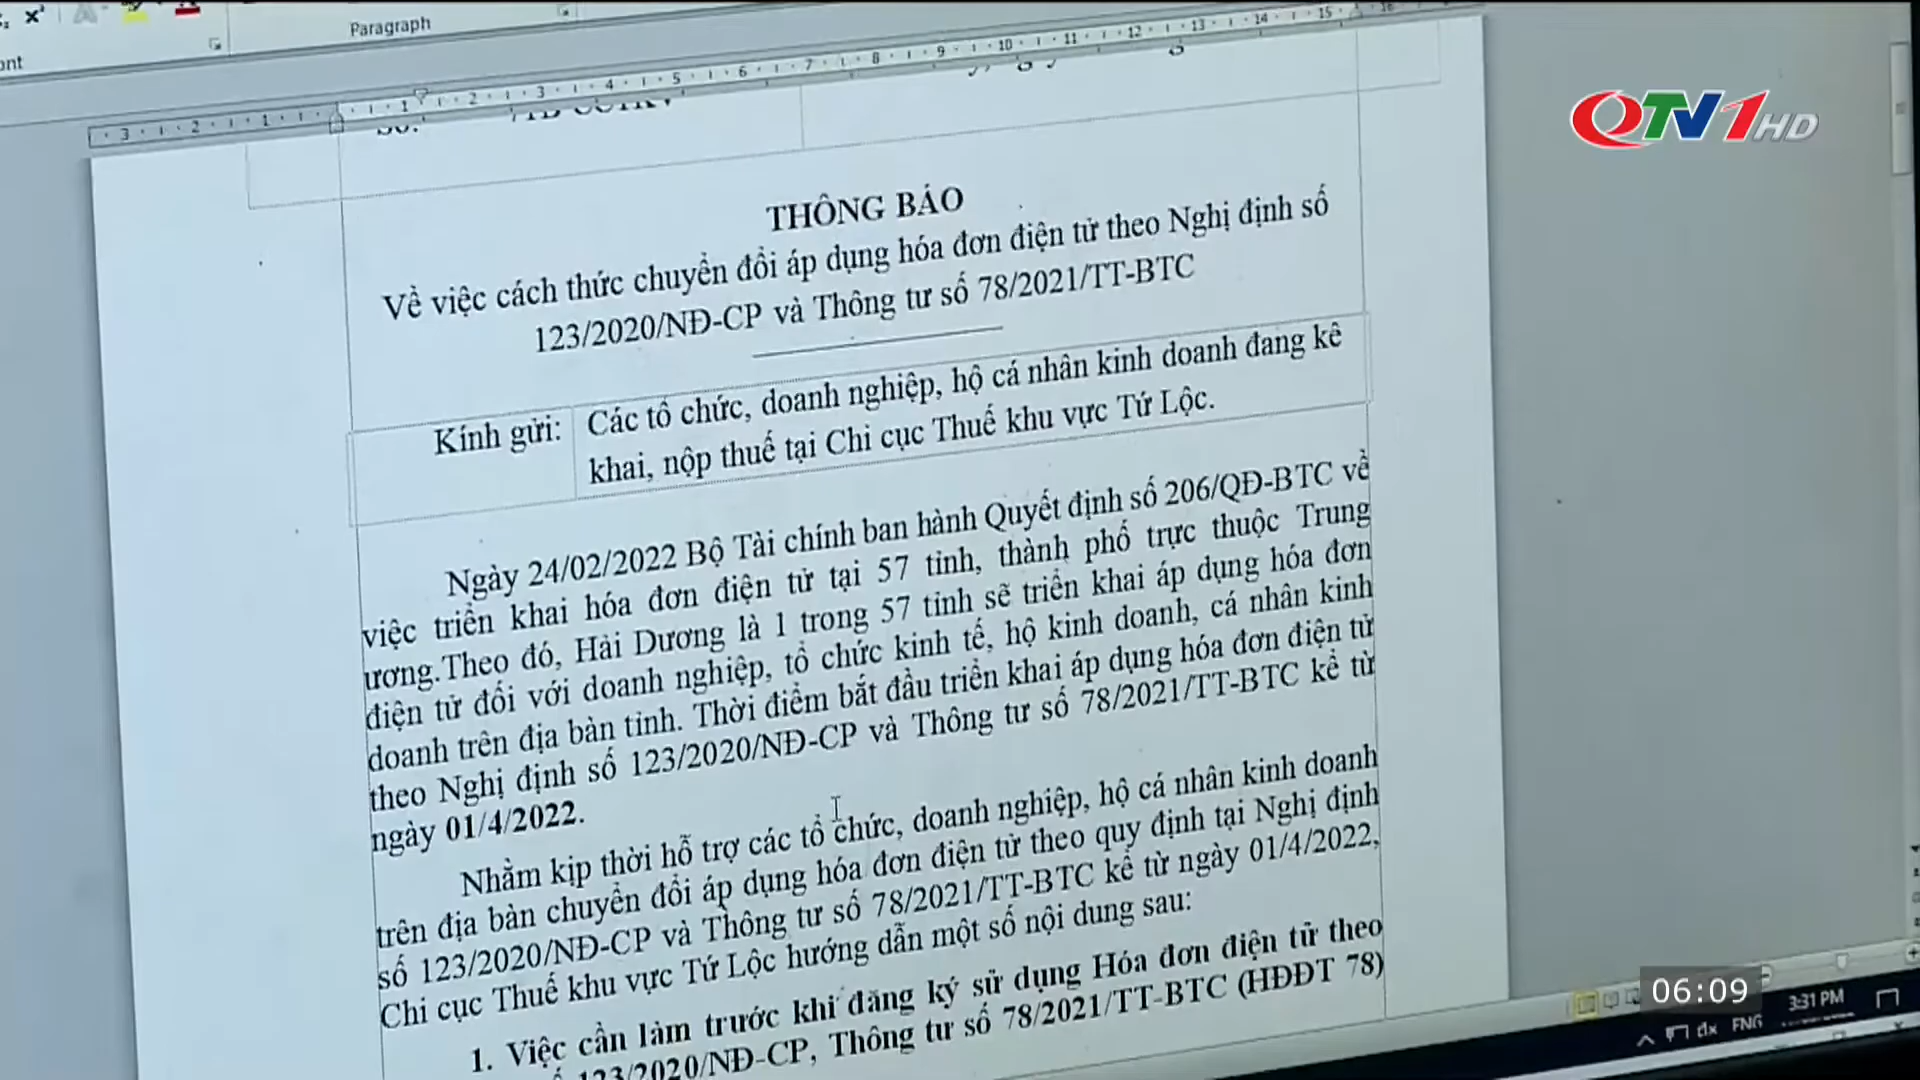 Paragraph
QTV1HD
THÔNG BÁO
Về việc cách thức chuyển đổi áp dụng hóa đơn điện tử theo Nghị định số
123/2020/NĐ-CP và Thông tư số 78/2021/TT-BTC
Kính gửi:
Các tổ chức, doanh nghiệp, hộ cá nhân kinh doanh đang kê
khai, nộp thuế tại Chi cục Thuế khu vực Tứ Lộc.
Ngày 24/02/2022 Bộ Tài chính ban hành Quyết định số 206/QĐ-BTC về
việc triển khai hóa đơn điện tử tại 57 tỉnh, thành phố trực thuộc Trung
ương.Theo đó, Hải Dương là 1 trong 57 tỉnh sẽ triển khai áp dụng hóa đơn
điện tử đối với doanh nghiệp, tổ chức kinh tế, hộ kinh doanh, cá nhân kinh
doanh trên địa bàn tỉnh. Thời điểm bắt đầu triển khai áp dụng hóa đơn điện tử
theo Nghị định số 123/2020/NĐ-CP và Thông tư số 78/2021/TT-BTC kể từ
ngày 01/4/2022.
Nhằm kịp thời hỗ trợ các tổ chức, doanh nghiệp, hộ cá nhân kinh doanh
trên địa bàn chuyển đổi áp dụng hóa đơn điện tử theo quy định tại Nghị định
số 123/2020/NĐ-CP và Thông tư số 78/2021/TT-BTC kể từ ngày 01/4/2022,
Chi cục Thuế khu vực Tứ Lộc hướng dẫn một số nội dung sau:
1. Việc cần làm trước khi đăng ký sử dụng Hóa đơn điện tử theo
123/2020/NĐ-CP, Thông tư số 78/2021/TT-BTC (HĐĐT 78)
06:09
3:31 PM
ENG